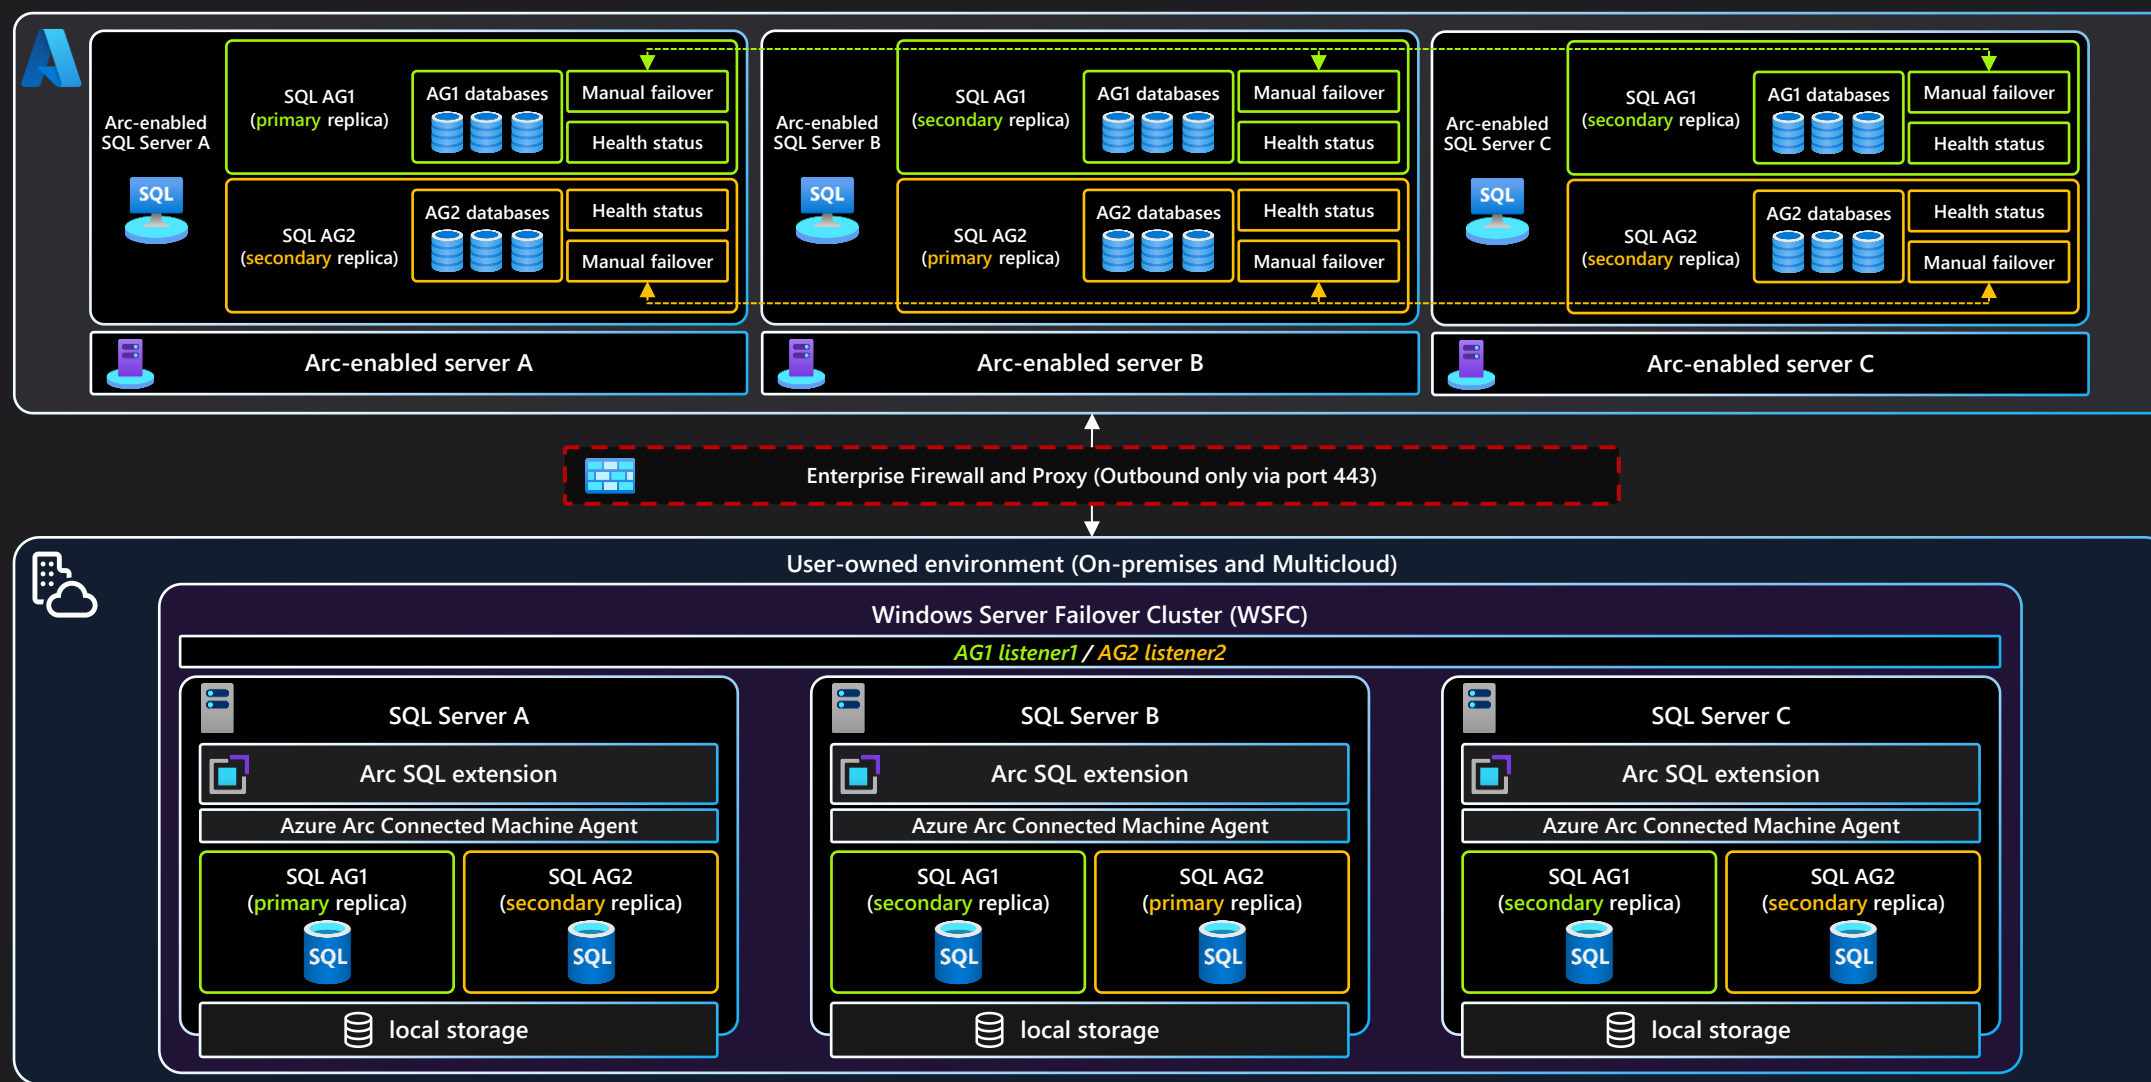 Arc-enabled
SQL Server A
SQL
SQL AG1
(primary replica)
AG1 databases
Manual failover
Health status
SQL AG2
(secondary replica)
AG2 databases
Health status
Manual failover
Arc-enabled server A
Arc-enabled
SQL Server B
SQL
SQL AG1
(secondary replica)
AG1 databases
Manual failover
Health status
SQL AG2
(primary replica)
AG2 databases
Health status
Manual failover
Arc-enabled server B
Arc-enabled
SQL Server C
SQL
SQL AG1
(secondary replica)
AG1 databases
Manual failover
Health status
SQL AG2
(secondary replica)
AG2 databases
Health status
Manual failover
Arc-enabled server C
Enterprise Firewall and Proxy (Outbound only via port 443)
User-owned environment (On-premises and Multicloud)
Windows Server Failover Cluster (WSFC)
AG1 listener1 / AG2 listener2
SQL Server A
Arc SQL extension
Azure Arc Connected Machine Agent
SQL AG1
(primary replica)
SQL
SQL AG2
(secondary replica)
SQL
local storage
SQL Server B
Arc SQL extension
Azure Arc Connected Machine Agent
SQL AG1
(secondary replica)
SQL
SQL AG2
(primary replica)
SQL
local storage
SQL Server C
Arc SQL extension
Azure Arc Connected Machine Agent
SQL AG1
(secondary replica)
SQL
SQL AG2
(secondary replica)
SQL
local storage